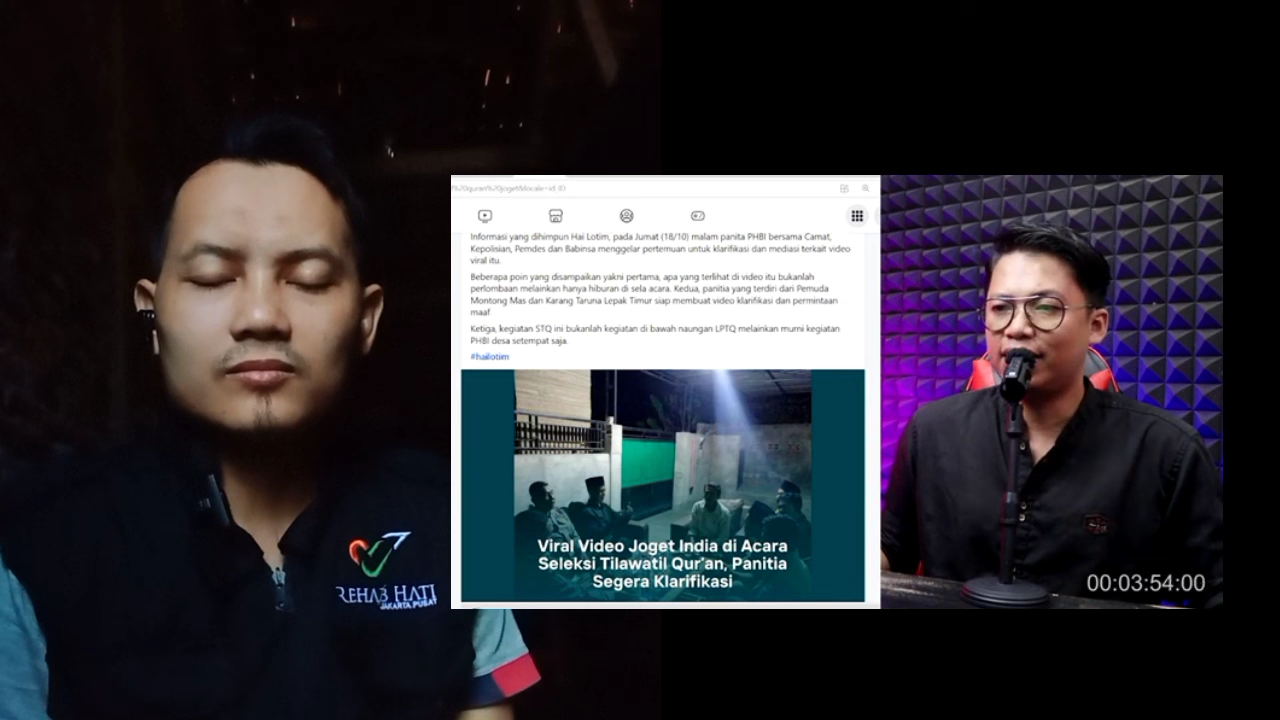 REHAB HATI
JAKARTA PUSAT
Informasi yang dihimpun Hai Lotim, pada Jumat (18/10) malam panita PHBI bersama Camat,
Kepolisian, Pemdes dan Babinsa menggelar pertemuan untuk klarifikasi dan mediasi terkait video
viral itu.
Beberapa poin yang disampaikan yakni pertama, apa yang terlihat di video itu bukanlah
perlombaan melainkan hanya hiburan di sela acara. Kedua, panitia yang terdiri dari Pemuda
Montong Mas dan Karang Taruna Lepak Timur siap membuat video klarifikasi dan permintaan
maaf
Ketiga, kegiatan STQ ini bukanlah kegiatan di bawah naungan LPTQ melainkan murni kegiatan
PHBI desa setempat saja.
#hailotim
Viral Video Joget India di Acara
Seleksi Tilawatil Qur'an, Panitia
Segera Klarifikasi
00:03:54:00